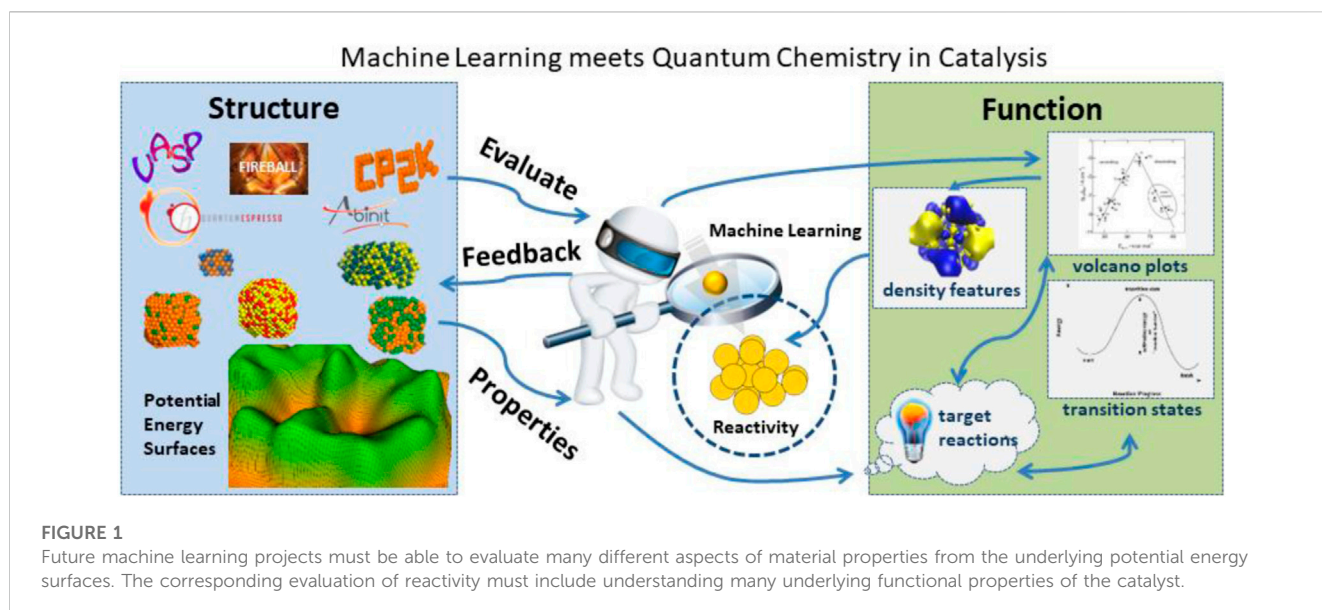 Machine Learning meets Quantum Chemistry in Catalysis
Structure
VASP
FIREBALL
CP2K
QUANTUMESPRESSO
Abinit
Potential
Energy
Surfaces
Evaluate
Feedback
Properties
Machine Learning
Reactivity
Function
density features
volcano plots
transition states
target
reactions
FIGURE 1
Future machine learning projects must be able to evaluate many different aspects of material properties from the underlying potential energy
surfaces. The corresponding evaluation of reactivity must include understanding many underlying functional properties of the catalyst.